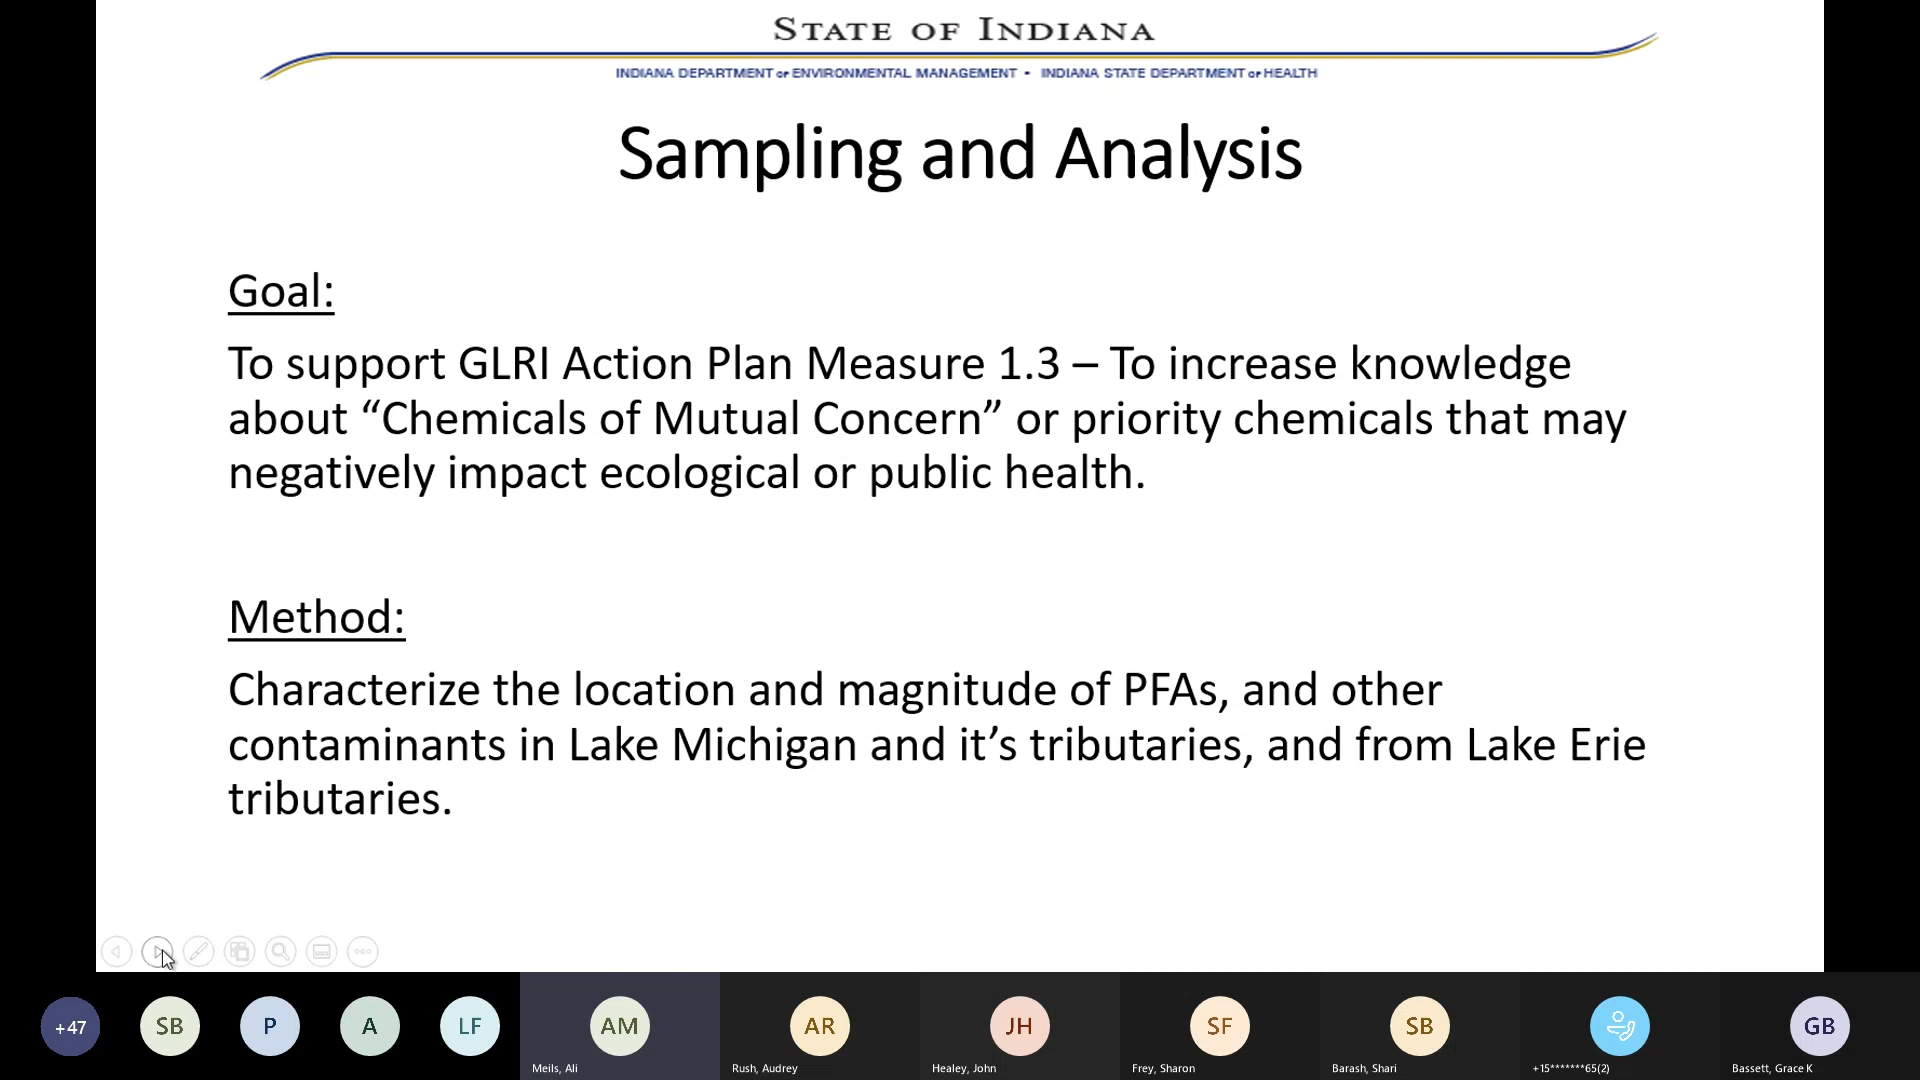 STATE OF INDIANA
INDIANA DEPARTMENT OF ENVIRONMENTAL MANAGEMENT • INDIANA STATE DEPARTMENT OF HEALTH
Sampling and Analysis
Goal:
To support GLRI Action Plan Measure 1.3 – To increase knowledge
about “Chemicals of Mutual Concern” or priority chemicals that may
negatively impact ecological or public health.
Method:
Characterize the location and magnitude of PFAs, and other
contaminants in Lake Michigan and it’s tributaries, and from Lake Erie
tributaries.
+47 SB P A LF AM AR JH SF SB GB
Meils, Ali Rush, Audrey Healey, John Frey, Sharon Barash, Shari +15*******65(2) Bassett, Grace K